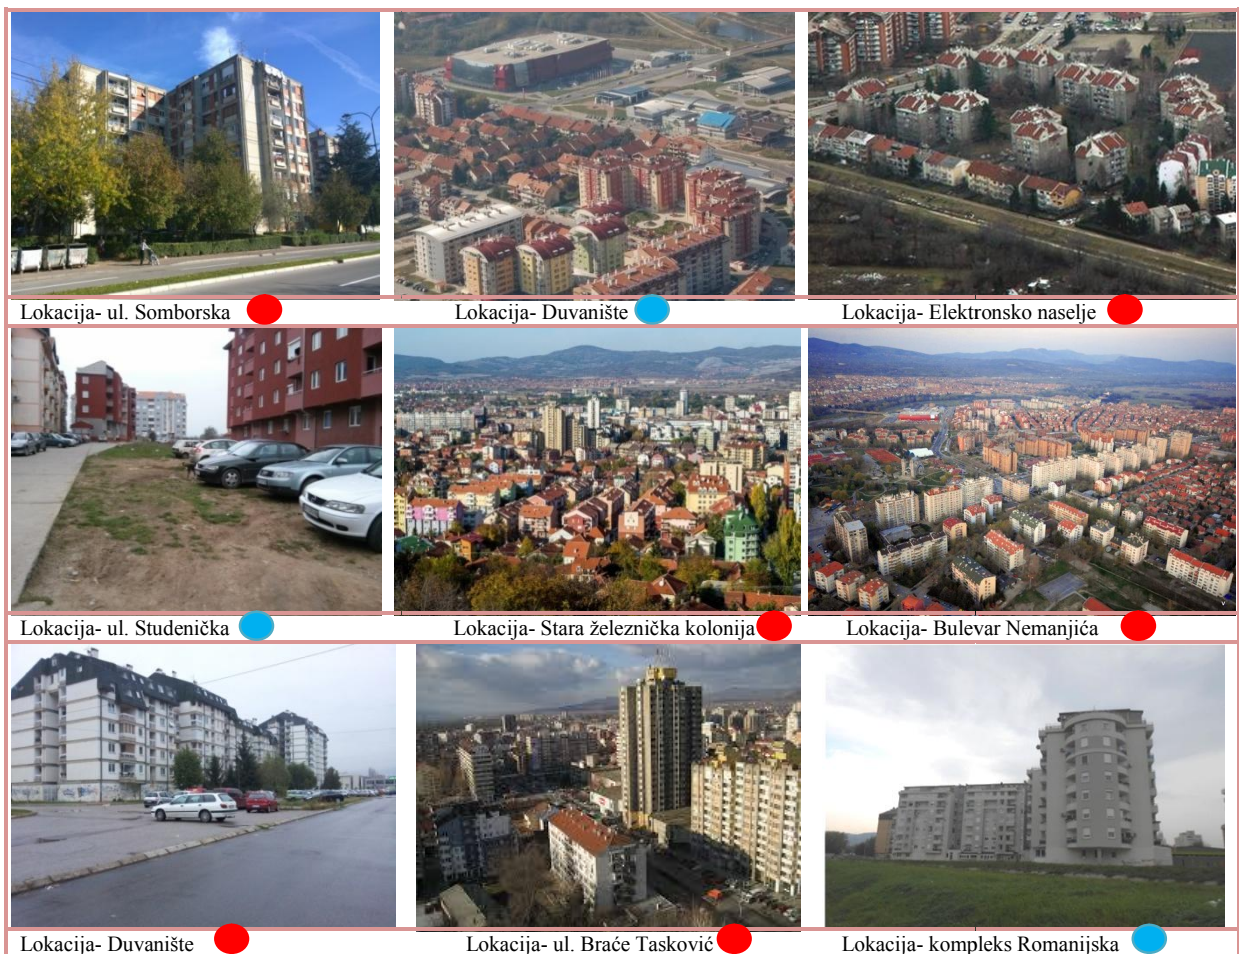 Lokacija- ul. Somborska
Lokacija- Duvanište
Lokacija- Elektronsko naselje
Lokacija- ul. Studenička
Lokacija- Stara železnička kolonija
Lokacija- Bulevar Nemanjića
Lokacija- Duvanište
Lokacija- ul. Braće Tasković
Lokacija- kompleks Romanijska